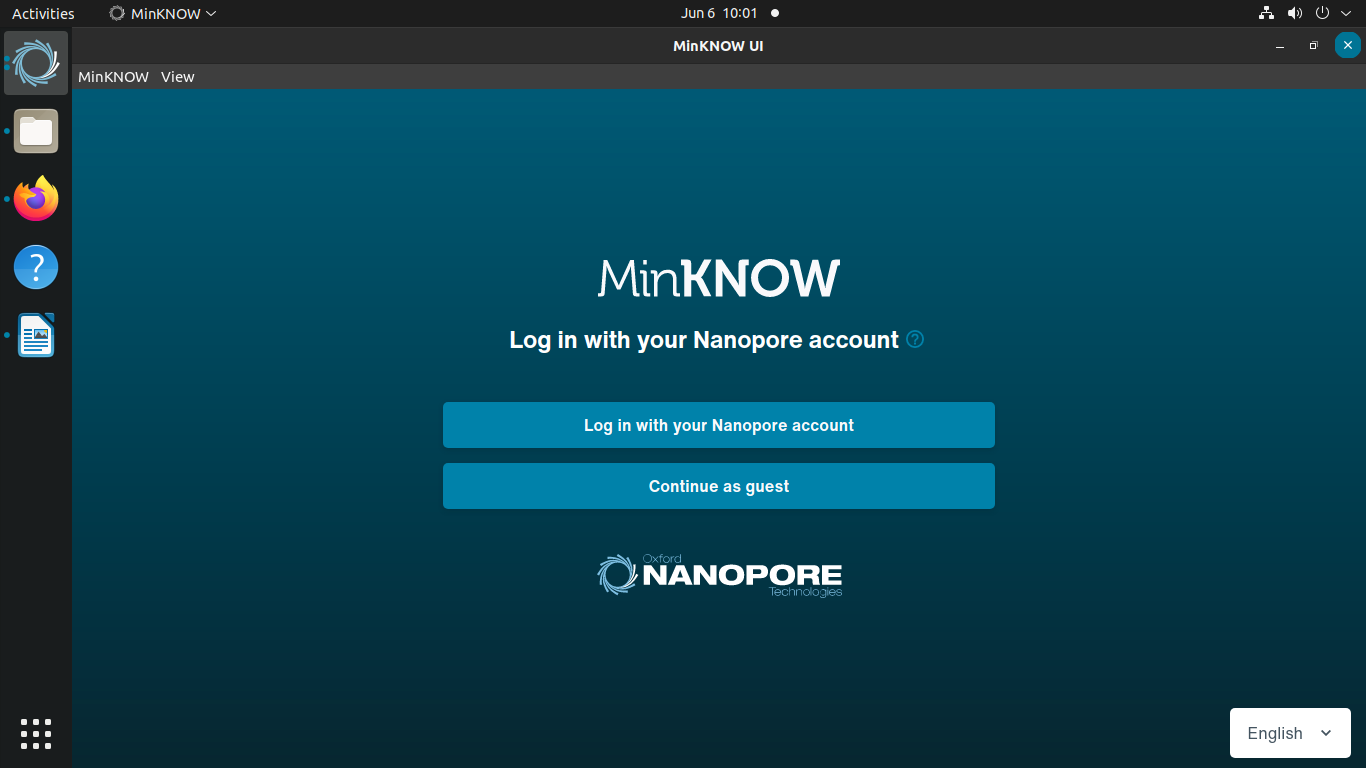 Activities MinKNOW Jun 6 10:01
MinKNOW UI
MinKNOW View
MinKNOW
Log in with your Nanopore account ?
Log in with your Nanopore account
Continue as guest
Oxford
NANOPORE
Technologies
English
?